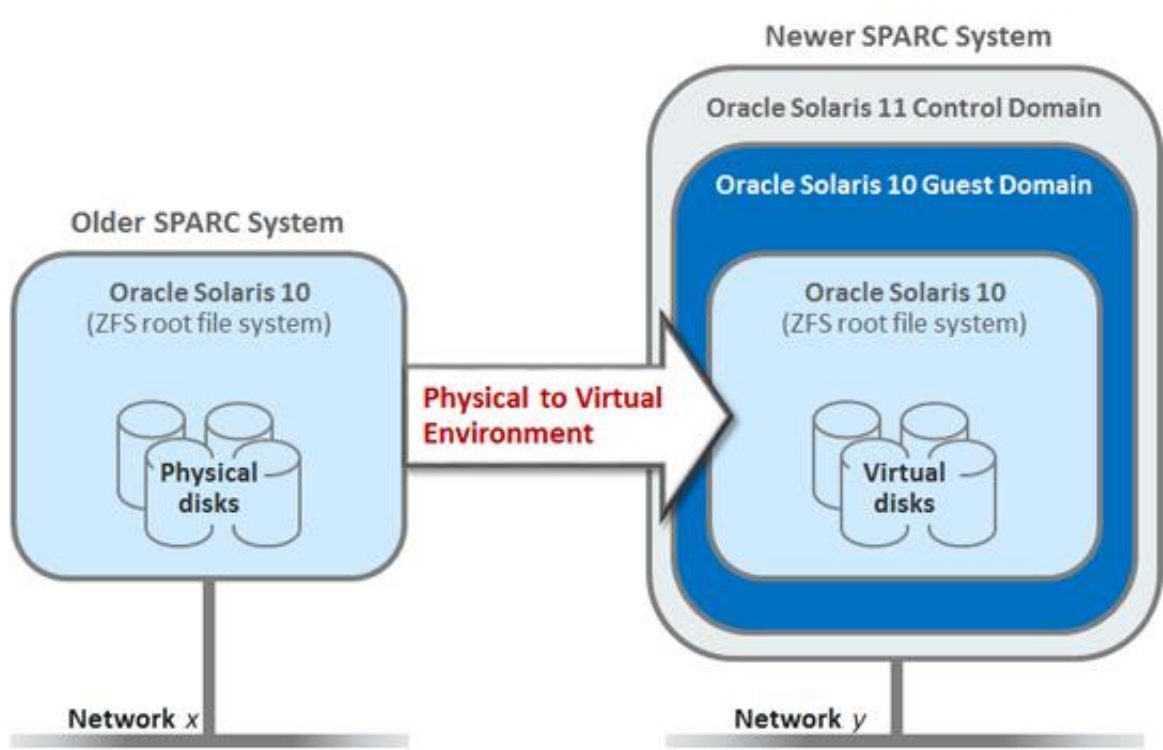 Newer SPARC System
Oracle Solaris 11 Control Domain
Oracle Solaris 10 Guest Domain
Older SPARC System
Oracle Solaris 10
(ZFS root file system)
Physical
disks
Physical to Virtual
Environment
Oracle Solaris 10
(ZFS root file system)
Virtual
disks
Network x
Network y